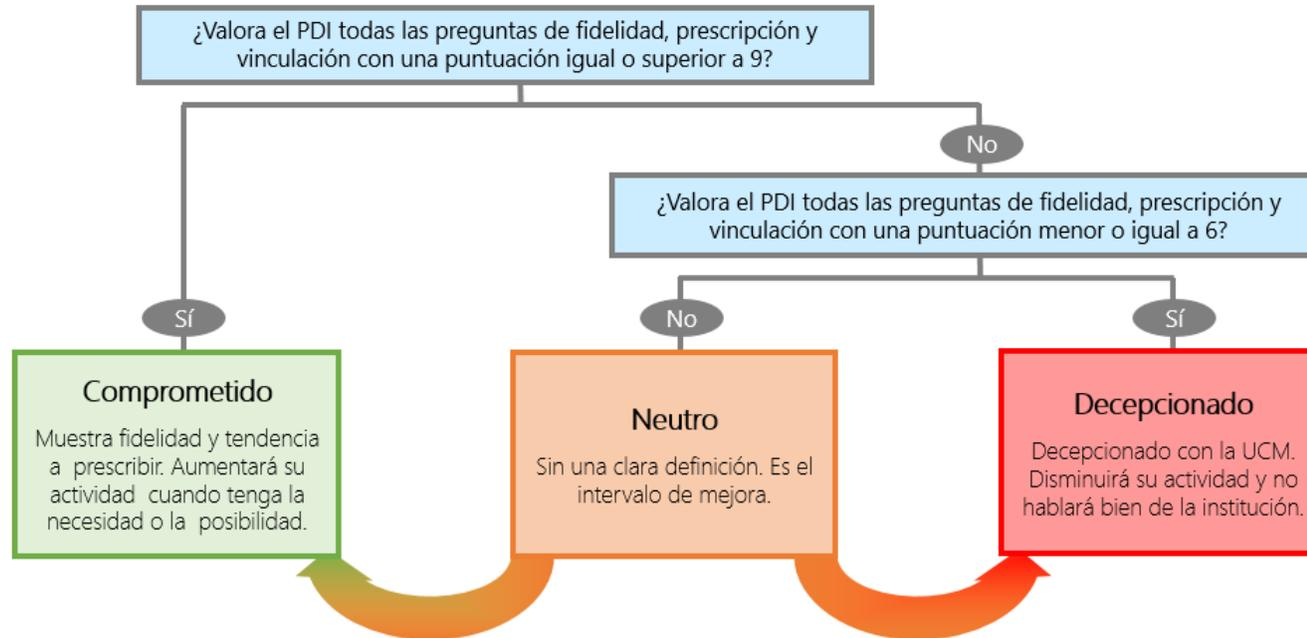 ¿Valora el PDI todas las preguntas de fidelidad, prescripción y
vinculación con una puntuación igual o superior a 9?
No
¿Valora el PDI todas las preguntas de fidelidad, prescripción y
vinculación con una puntuación menor o igual a 6?
Sí
No
Sí
Comprometido
Muestra fidelidad y tendencia
a prescribir. Aumentará su
actividad cuando tenga la
necesidad o la posibilidad.
Neutro
Sin una clara definición. Es el
intervalo de mejora.
Decepcionado
Decepcionado con la UCM.
Disminuirá su actividad y no
hablará bien de la institución.